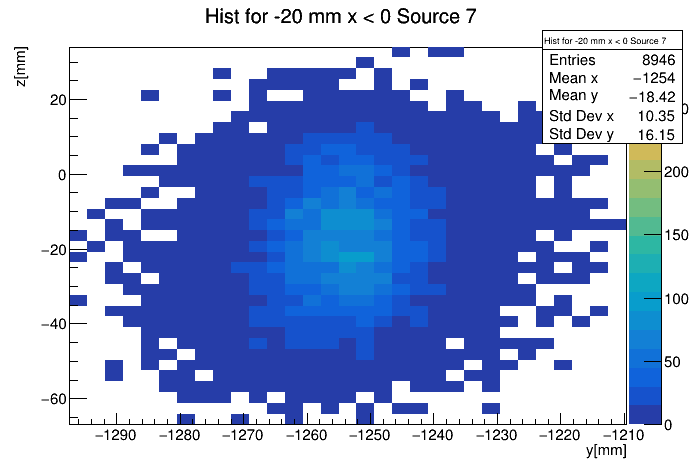 Hist for -20 mm x < 0 Source 7
z[mm]
Hist for -20 mm x < 0 Source 7
Entries 8946
Mean x −1254
Mean y −18.42
Std Dev x 10.35
Std Dev y 16.15
20
0
−20
−40
−60
200
150
100
50
0
−1290 −1280 −1270 −1260 −1250 −1240 −1230 −1220 −1210
y[mm]